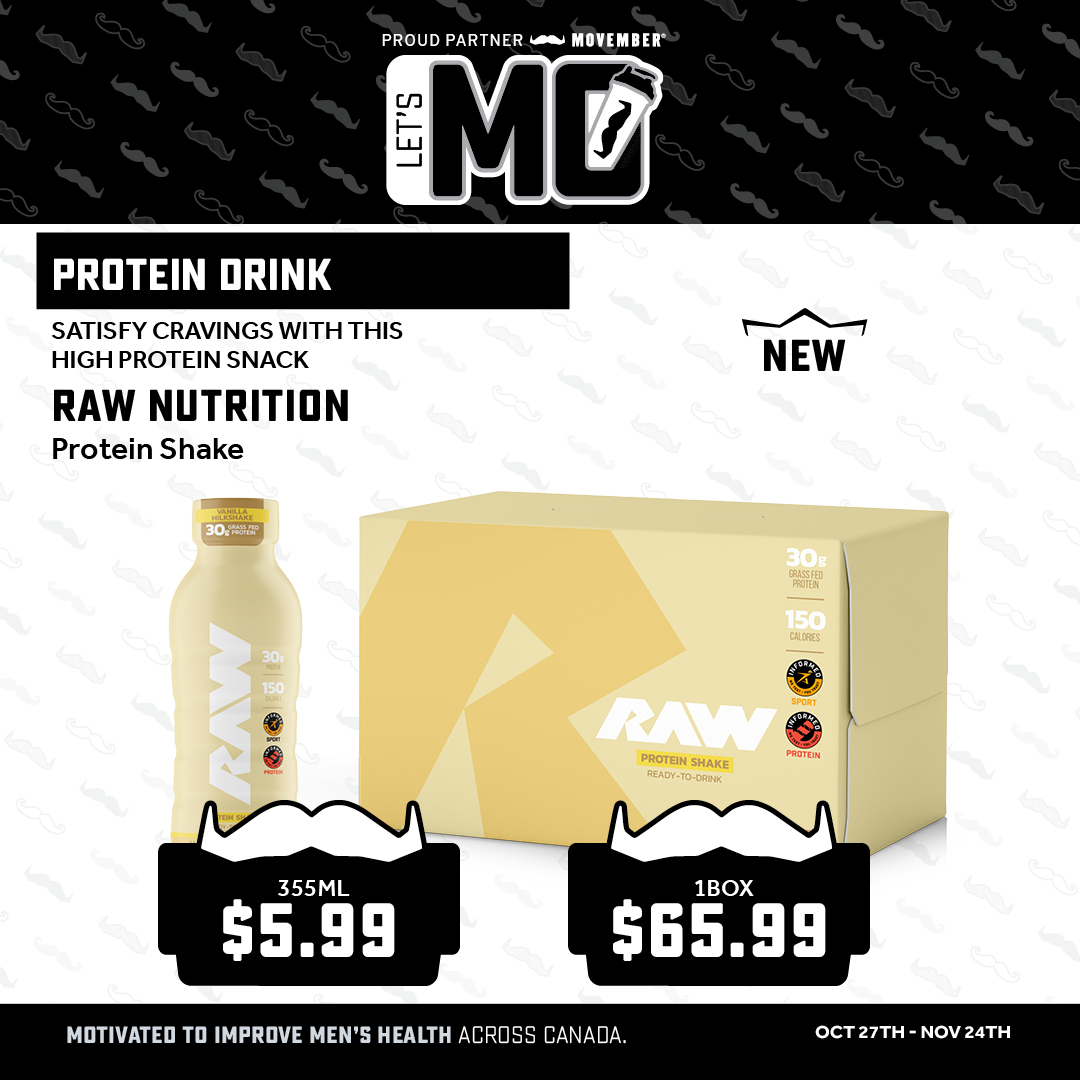 PROUD PARTNER MOVEMBER®
LET'S
MO
PROTEIN DRINK
SATISFY CRAVINGS WITH THIS
HIGH PROTEIN SNACK
RAW NUTRITION
Protein Shake
NEW
VANILLA
MILKSHAKE
30g GRASS FED
PROTEIN
RAW
30g
150
INFORMED
SPORT
INFORMED
PROTEIN
30g
GRASS FED
PROTEIN
150
CALORIES
INFORMED
SPORT
INFORMED
PROTEIN
RAW
PROTEIN SHAKE
READY-TO-DRINK
355ML
$5.99
1BOX
$65.99
MOTIVATED TO IMPROVE MEN'S HEALTH ACROSS CANADA.
OCT 27TH - NOV 24TH